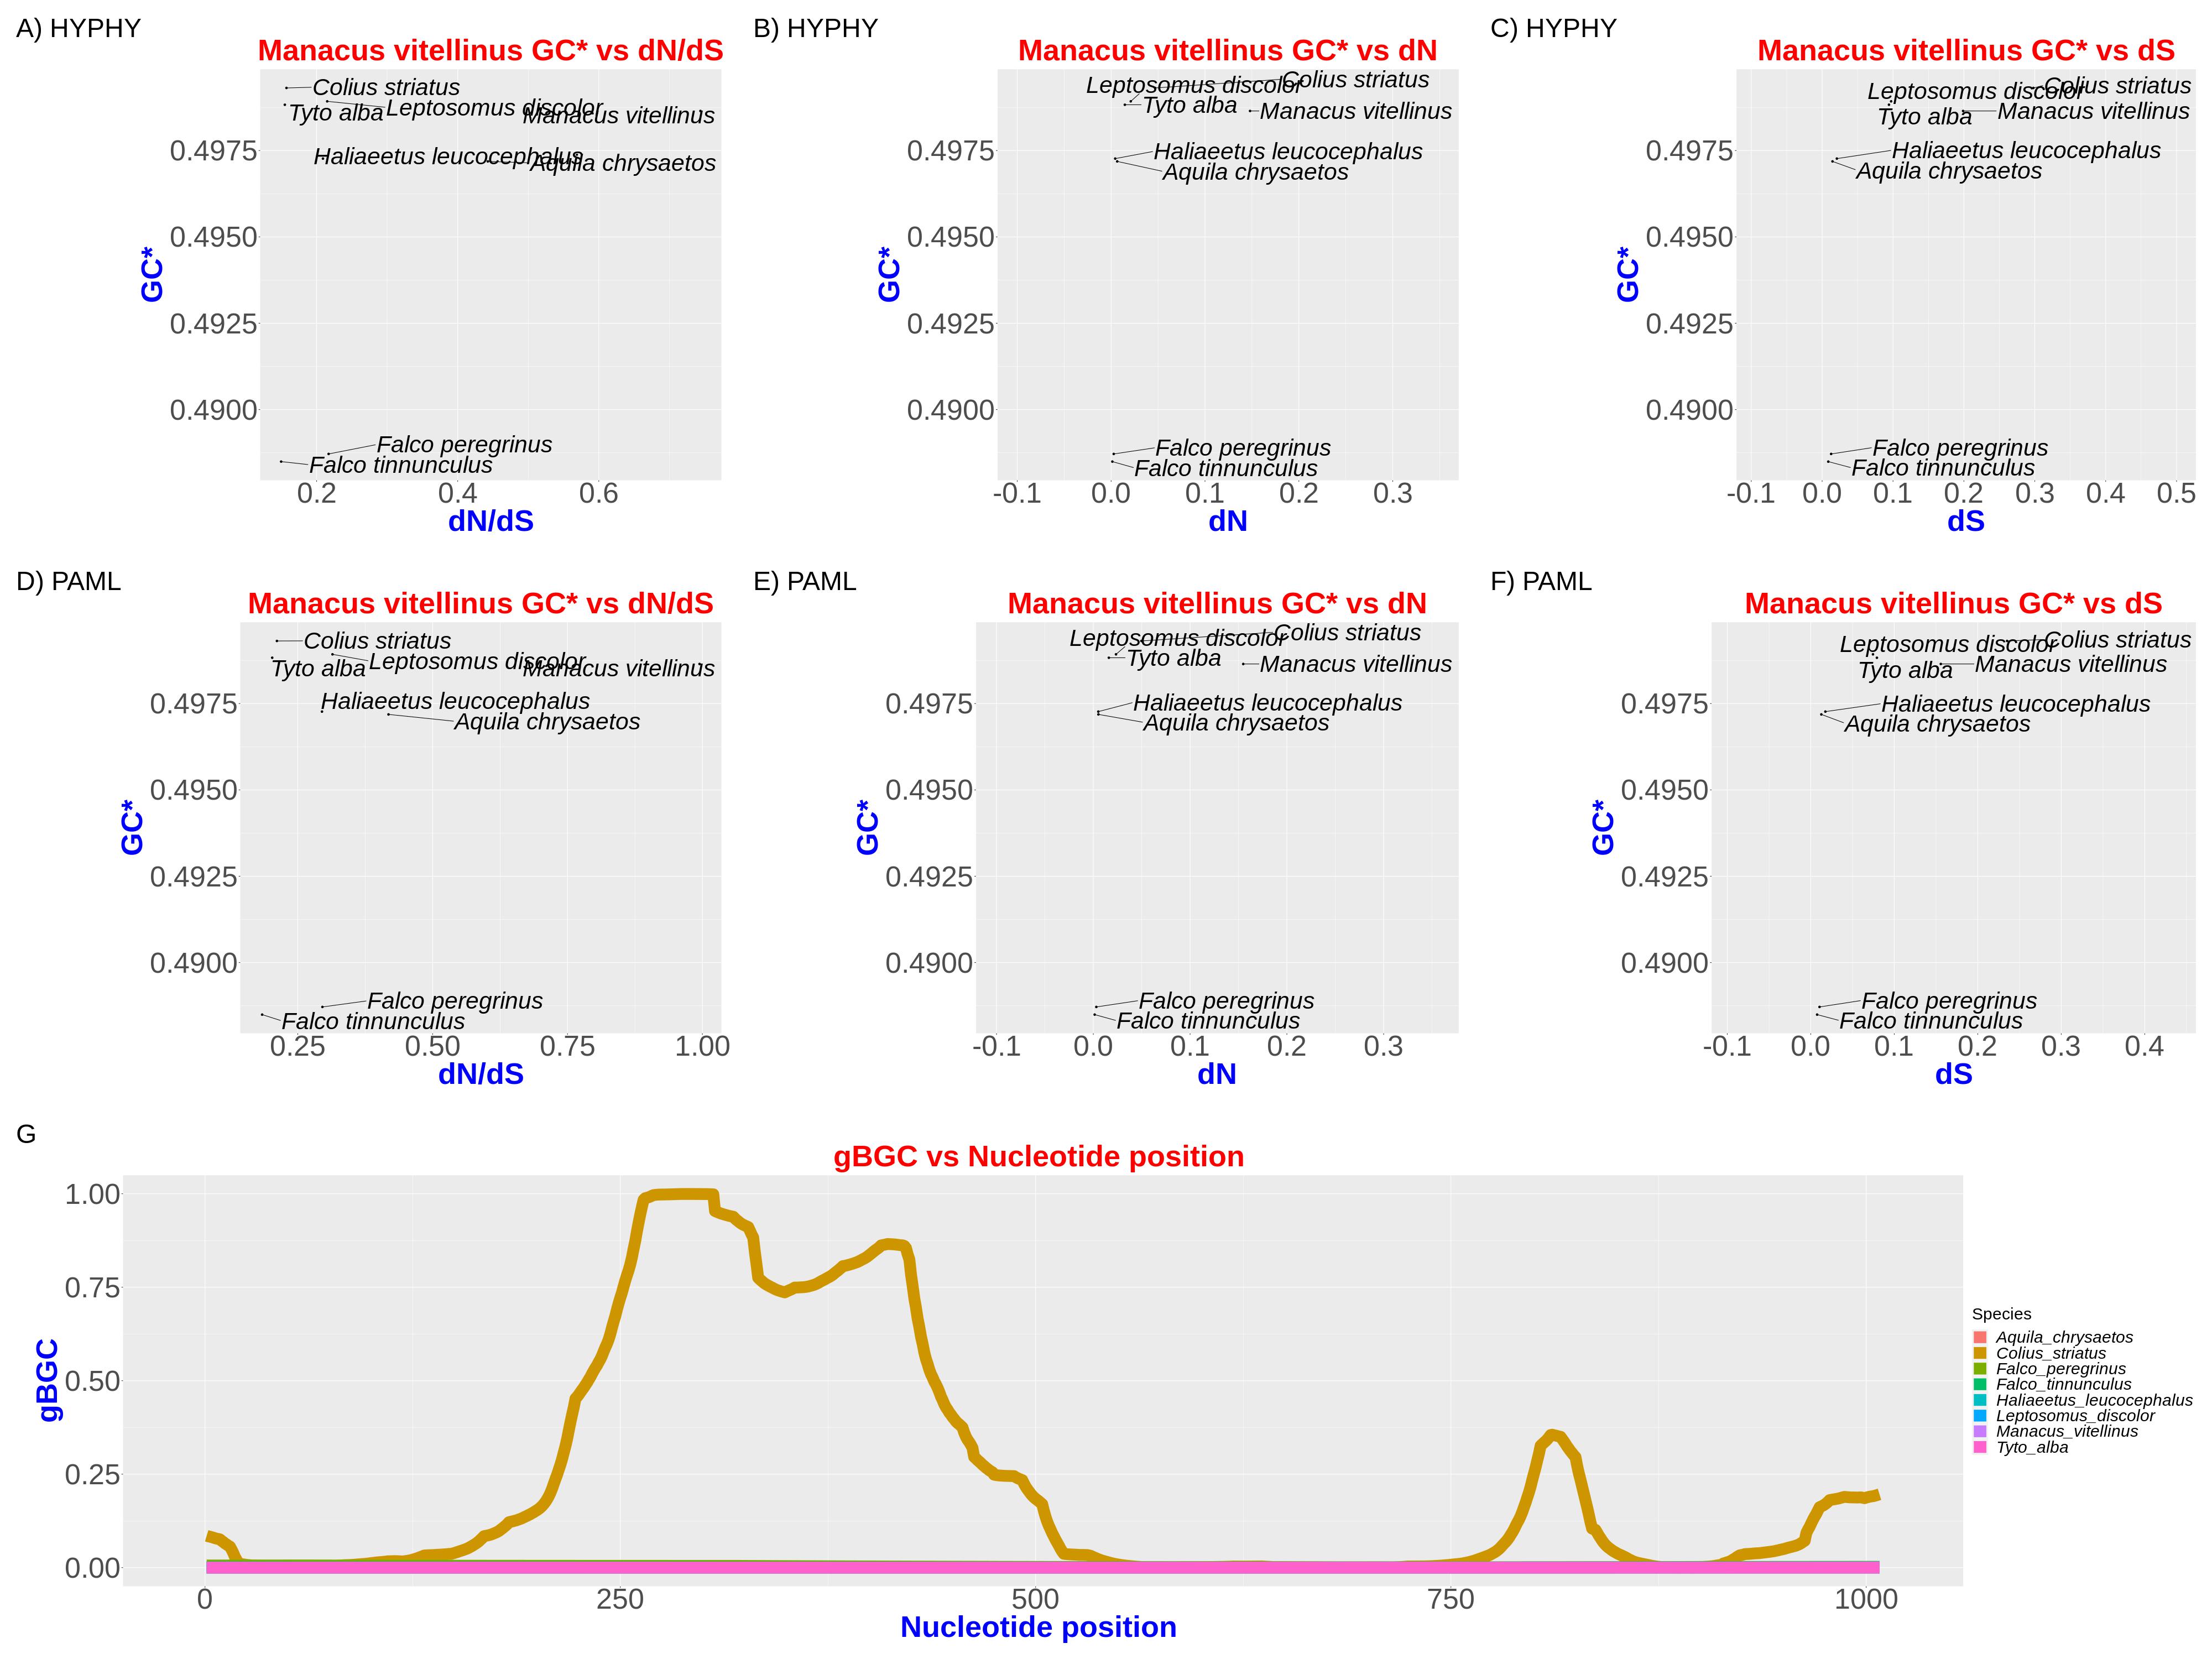 A) HYPHY
Manacus vitellinus GC* vs dN/dS
Colius striatus
Leptosomus discolor
Tyto alba
Manacus vitellinus
0.4975
Haliaeetus leucocephalus
Aquila chrysaetos
0.4950
GC*
0.4925
0.4900
Falco peregrinus
Falco tinnunculus
0.2 0.4 0.6
dN/dS
B) HYPHY
Manacus vitellinus GC* vs dN
Colius striatus
Leptosomus discolor
Tyto alba
Manacus vitellinus
0.4975
Haliaeetus leucocephalus
Aquila chrysaetos
0.4950
GC*
0.4925
0.4900
Falco peregrinus
Falco tinnunculus
-0.1 0.0 0.1 0.2 0.3
dN
C) HYPHY
Manacus vitellinus GC* vs dS
Colius striatus
Leptosomus discolor
Manacus vitellinus
Tyto alba
0.4975
Haliaeetus leucocephalus
Aquila chrysaetos
0.4950
GC*
0.4925
0.4900
Falco peregrinus
Falco tinnunculus
-0.1 0.0 0.1 0.2 0.3 0.4 0.5
dS
D) PAML
Manacus vitellinus GC* vs dN/dS
Colius striatus
Leptosomus discolor
Tyto alba
Manacus vitellinus
0.4975
Haliaeetus leucocephalus
Aquila chrysaetos
0.4950
GC*
0.4925
0.4900
Falco peregrinus
Falco tinnunculus
0.25 0.50 0.75 1.00
dN/dS
E) PAML
Manacus vitellinus GC* vs dN
Colius striatus
Leptosomus discolor
Tyto alba
Manacus vitellinus
0.4975
Haliaeetus leucocephalus
Aquila chrysaetos
0.4950
GC*
0.4925
0.4900
Falco peregrinus
Falco tinnunculus
-0.1 0.0 0.1 0.2 0.3
dN
F) PAML
Manacus vitellinus GC* vs dS
Colius striatus
Leptosomus discolor
Manacus vitellinus
Tyto alba
0.4975
Haliaeetus leucocephalus
Aquila chrysaetos
0.4950
GC*
0.4925
0.4900
Falco peregrinus
Falco tinnunculus
-0.1 0.0 0.1 0.2 0.3 0.4
dS
G
gBGC vs Nucleotide position
1.00
0.75
0.50
gBGC
0.25
0.00
0 250 500 750 1000
Nucleotide position
Species
Aquila_chrysaetos
Colius_striatus
Falco_peregrinus
Falco_tinnunculus
Haliaeetus_leucocephalus
Leptosomus_discolor
Manacus_vitellinus
Tyto_alba